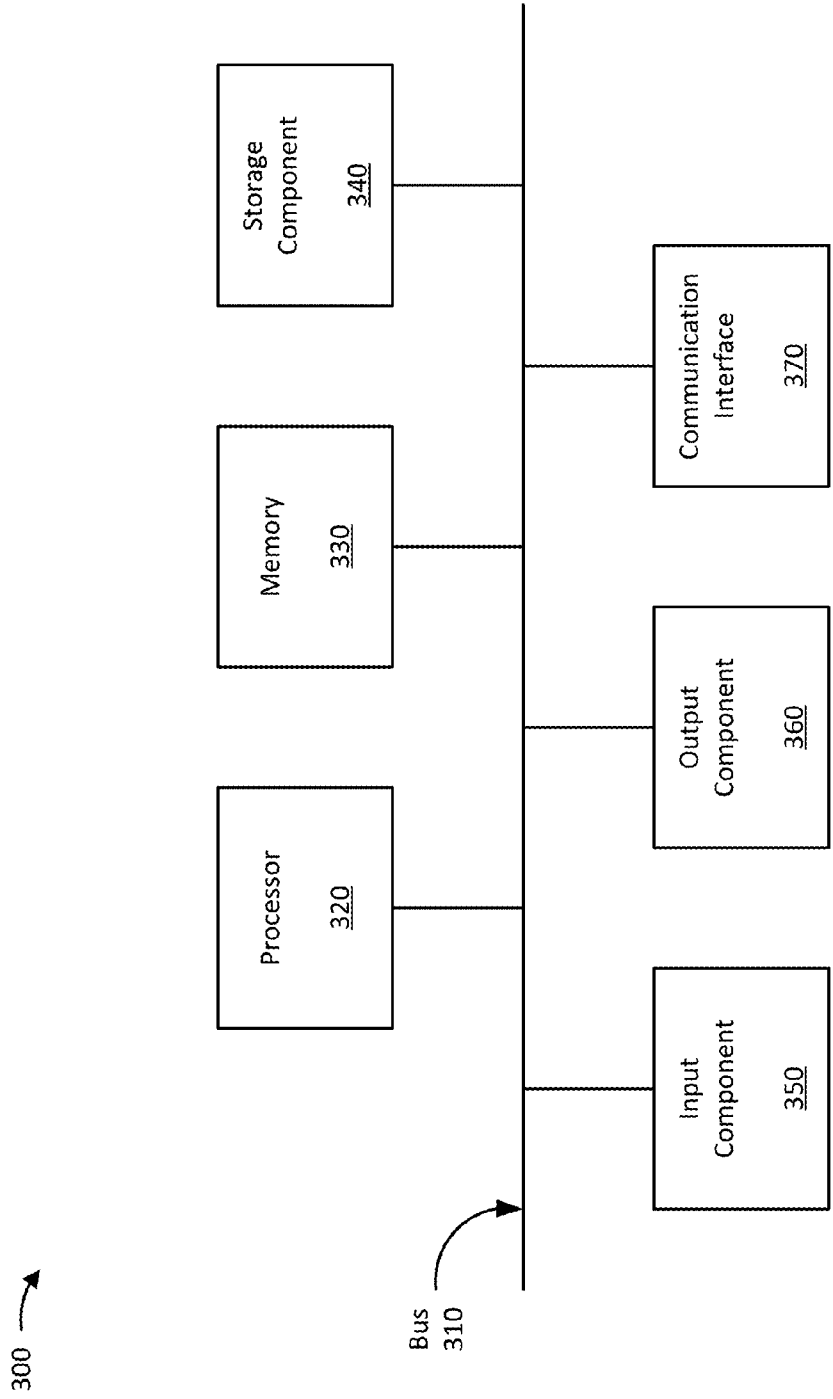 300
Bus
310
Processor
320
Memory
330
Storage
Component
340
Input
Component
350
Output
Component
360
Communication
Interface
370